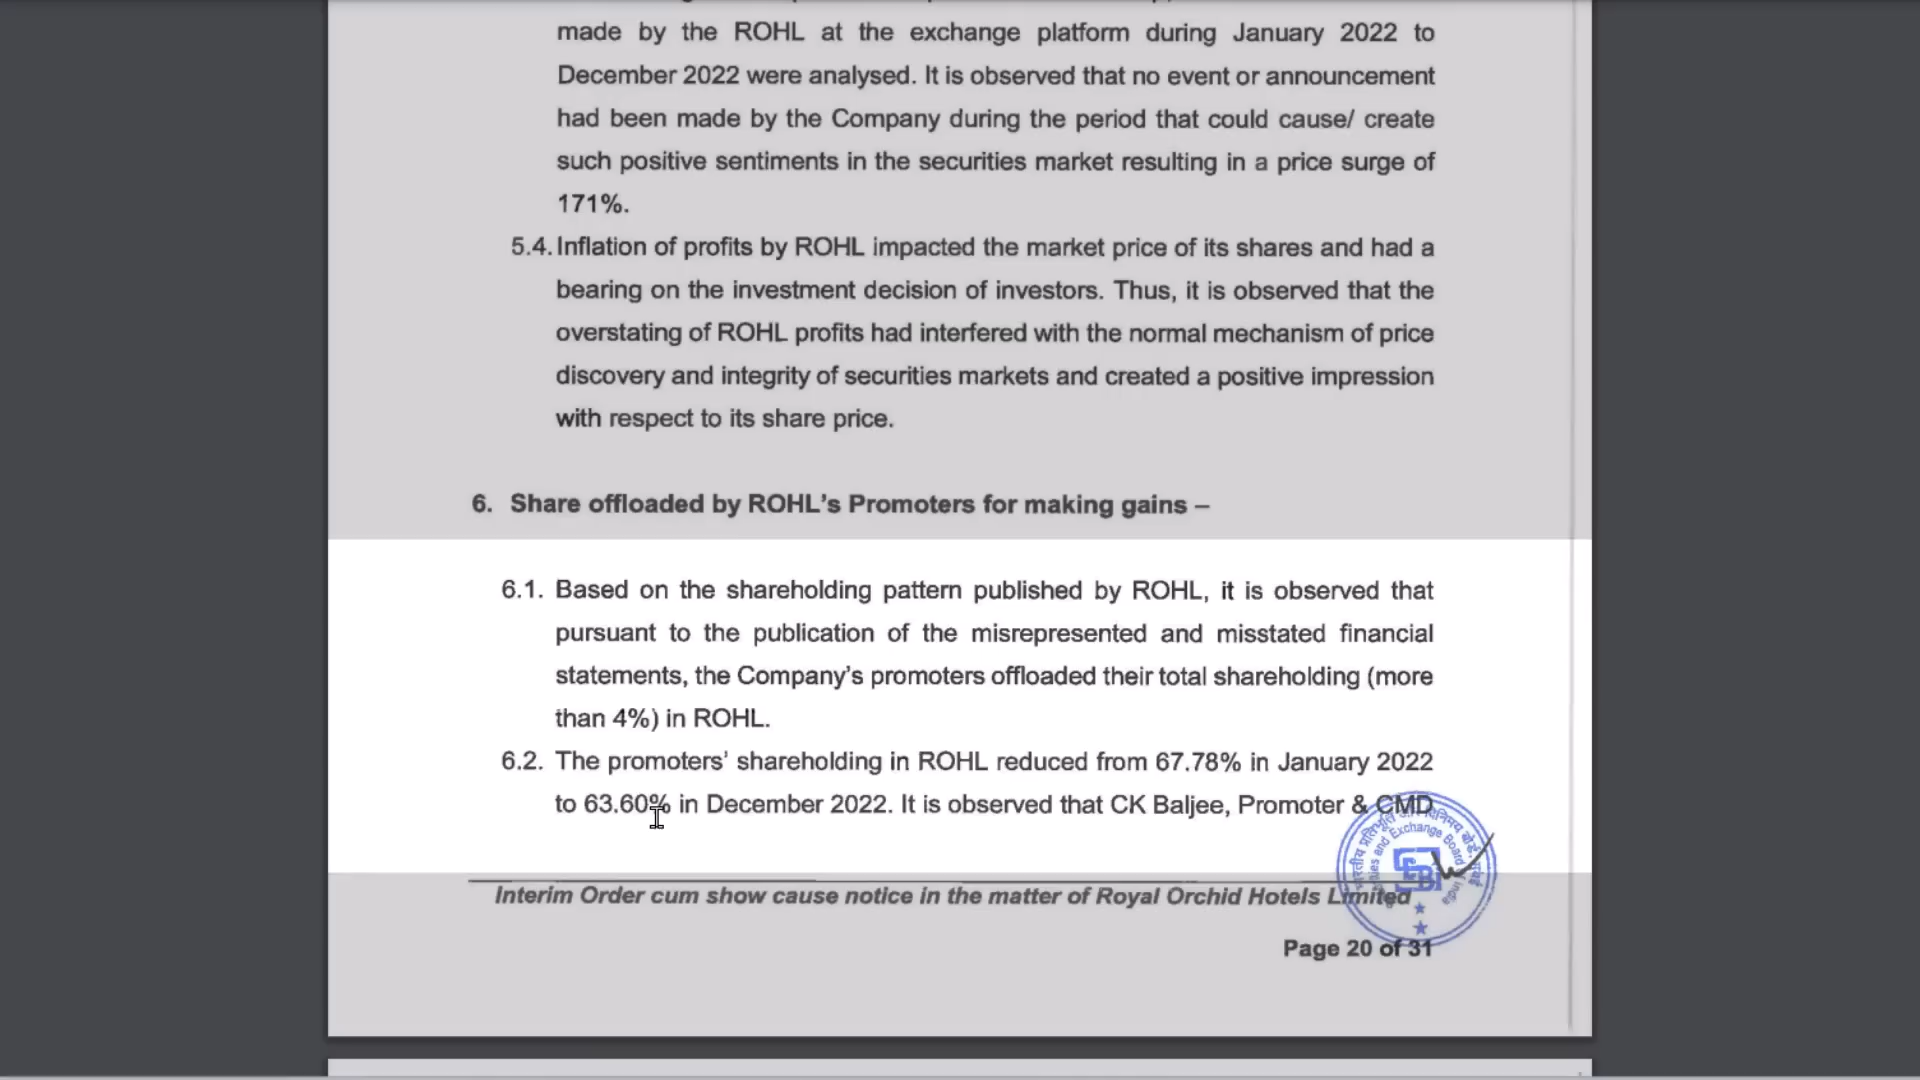 made by the ROHL at the exchange platform during January 2022 to
December 2022 were analysed. It is observed that no event or announcement
had been made by the Company during the period that could cause/ create
such positive sentiments in the securities market resulting in a price surge of
171%.
5.4. Inflation of profits by ROHL impacted the market price of its shares and had a
bearing on the investment decision of investors. Thus, it is observed that the
overstating of ROHL profits had interfered with the normal mechanism of price
discovery and integrity of securities markets and created a positive impression
with respect to its share price.
6. Share offloaded by ROHL's Promoters for making gains –
6.1. Based on the shareholding pattern published by ROHL, it is observed that
pursuant to the publication of the misrepresented and misstated financial
statements, the Company's promoters offloaded their total shareholding (more
than 4%) in ROHL.
6.2. The promoters' shareholding in ROHL reduced from 67.78% in January 2022
to 63.60% in December 2022. It is observed that CK Baljee, Promoter & CMD
Interim Order cum show cause notice in the matter of Royal Orchid Hotels Limited
Page 20 of 31